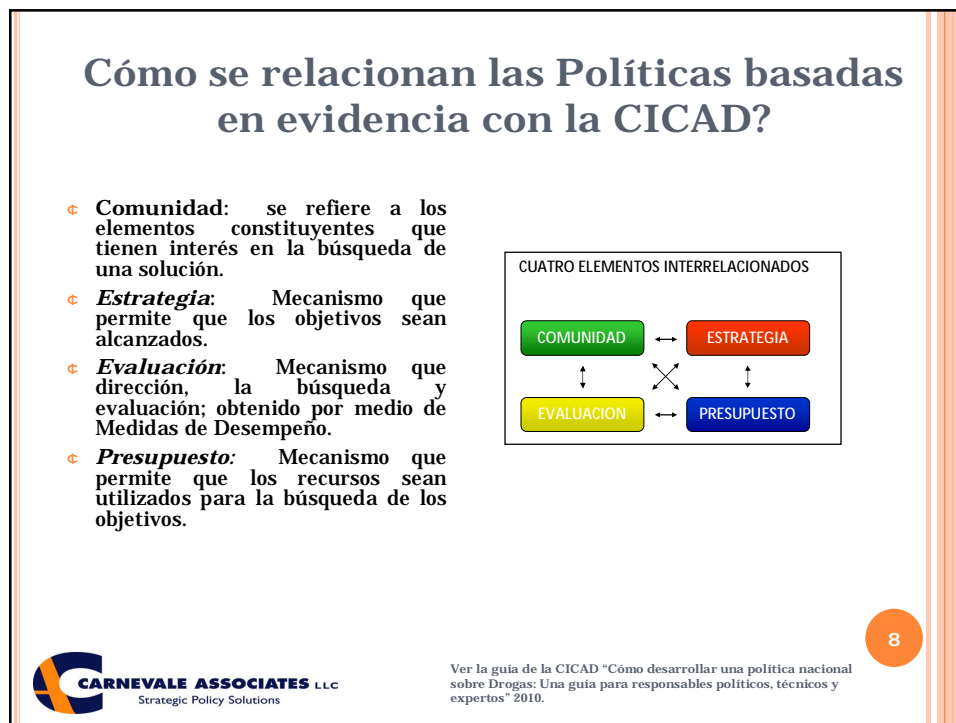 Cómo se relacionan las Políticas basadas
en evidencia con la CICAD?
¢ Comunidad: se refiere a los
elementos constituyentes que
tienen interés en la búsqueda de
una solución.
¢ Estrategia: Mecanismo que
permite que los objetivos sean
alcanzados.
¢ Evaluación: Mecanismo que
dirección, la búsqueda y
evaluación; obtenido por medio de
Medidas de Desempeño.
¢ Presupuesto: Mecanismo que
permite que los recursos sean
utilizados para la búsqueda de los
objetivos.
CUATRO ELEMENTOS INTERRELACIONADOS
COMUNIDAD
ESTRATEGIA
EVALUACION
PRESUPUESTO
8
CARNEVALE ASSOCIATES LLC
Strategic Policy Solutions
Ver la guía de la CICAD “Cómo desarrollar una política nacional
sobre Drogas: Una guía para responsables políticos, técnicos y
expertos” 2010.